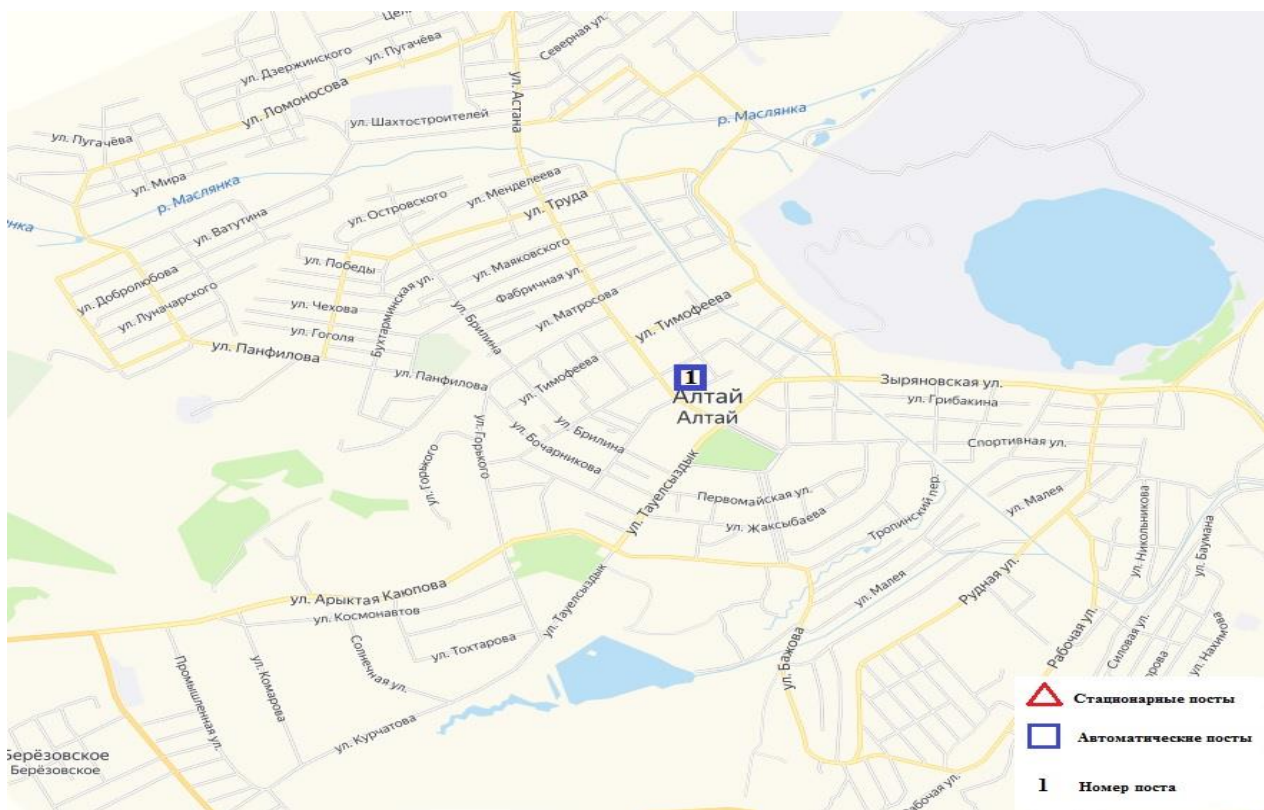 Цели
Северная ул.
ул. Пугачёва
ул. Дзержинского
ул. Ломоносова
ул. Астана
ул. Шахтостроителей
р. Маслянка
ул. Пугачёва
ул. Мира
р. Маслянка
ул. Менделеева
ул. Островского
ул. Труда
нка
ул. Ватутина
ул. Победы
ул. Маяковского
ул. Добролюбова
Фабричная ул.
ул. Луначарского
ул. Чехова
Бухтарминская ул.
ул. Брилина
ул. Матросова
ул. Тимофеева
ул. Гоголя
ул. Панфилова
ул. Панфилова
ул. Тимофеева
1
Алтай
Алтай
Зыряновская ул.
ул. Грибакина
ул. Горького
ул. Горького
ул. Брилина
ул. Бочарникова
Спортивная ул.
ул. Тауелсыздык
Первомайская ул.
ул. Жаксыбаева
Тропинский пер.
ул. Малея
ул. Никольникова
ул. Баумана
ул. Малея
Рудная ул.
ул. Арыктая Каюпова
ул. Космонавтов
ул. Тауелсыздык
ул. Тохтарова
Солнечная ул.
ул. Комарова
Промышленная ул.
ул. Курчатова
ул. Бажова
Рабочая ул.
Силовая ул.
орова
ул. Нахимова
Берёзовское
Берёзовское
Рабочая ул.
Стационарные посты
Автоматические посты
1 Номер поста